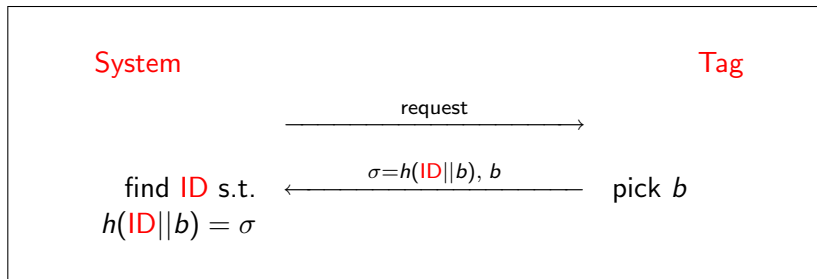 System Tag
request
find ID s.t. σ=h(ID||b), b pick b
h(ID||b) = σ